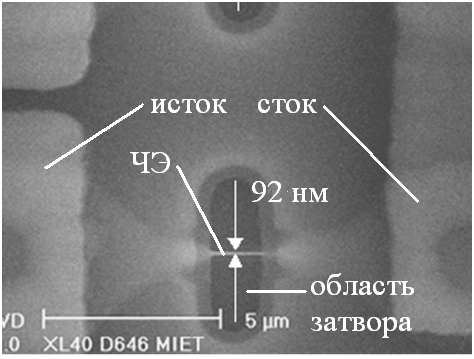 исток сток
ЧЭ
92 нм
область
затвора
VD 5 µm
.0 XL40 D646 MIET